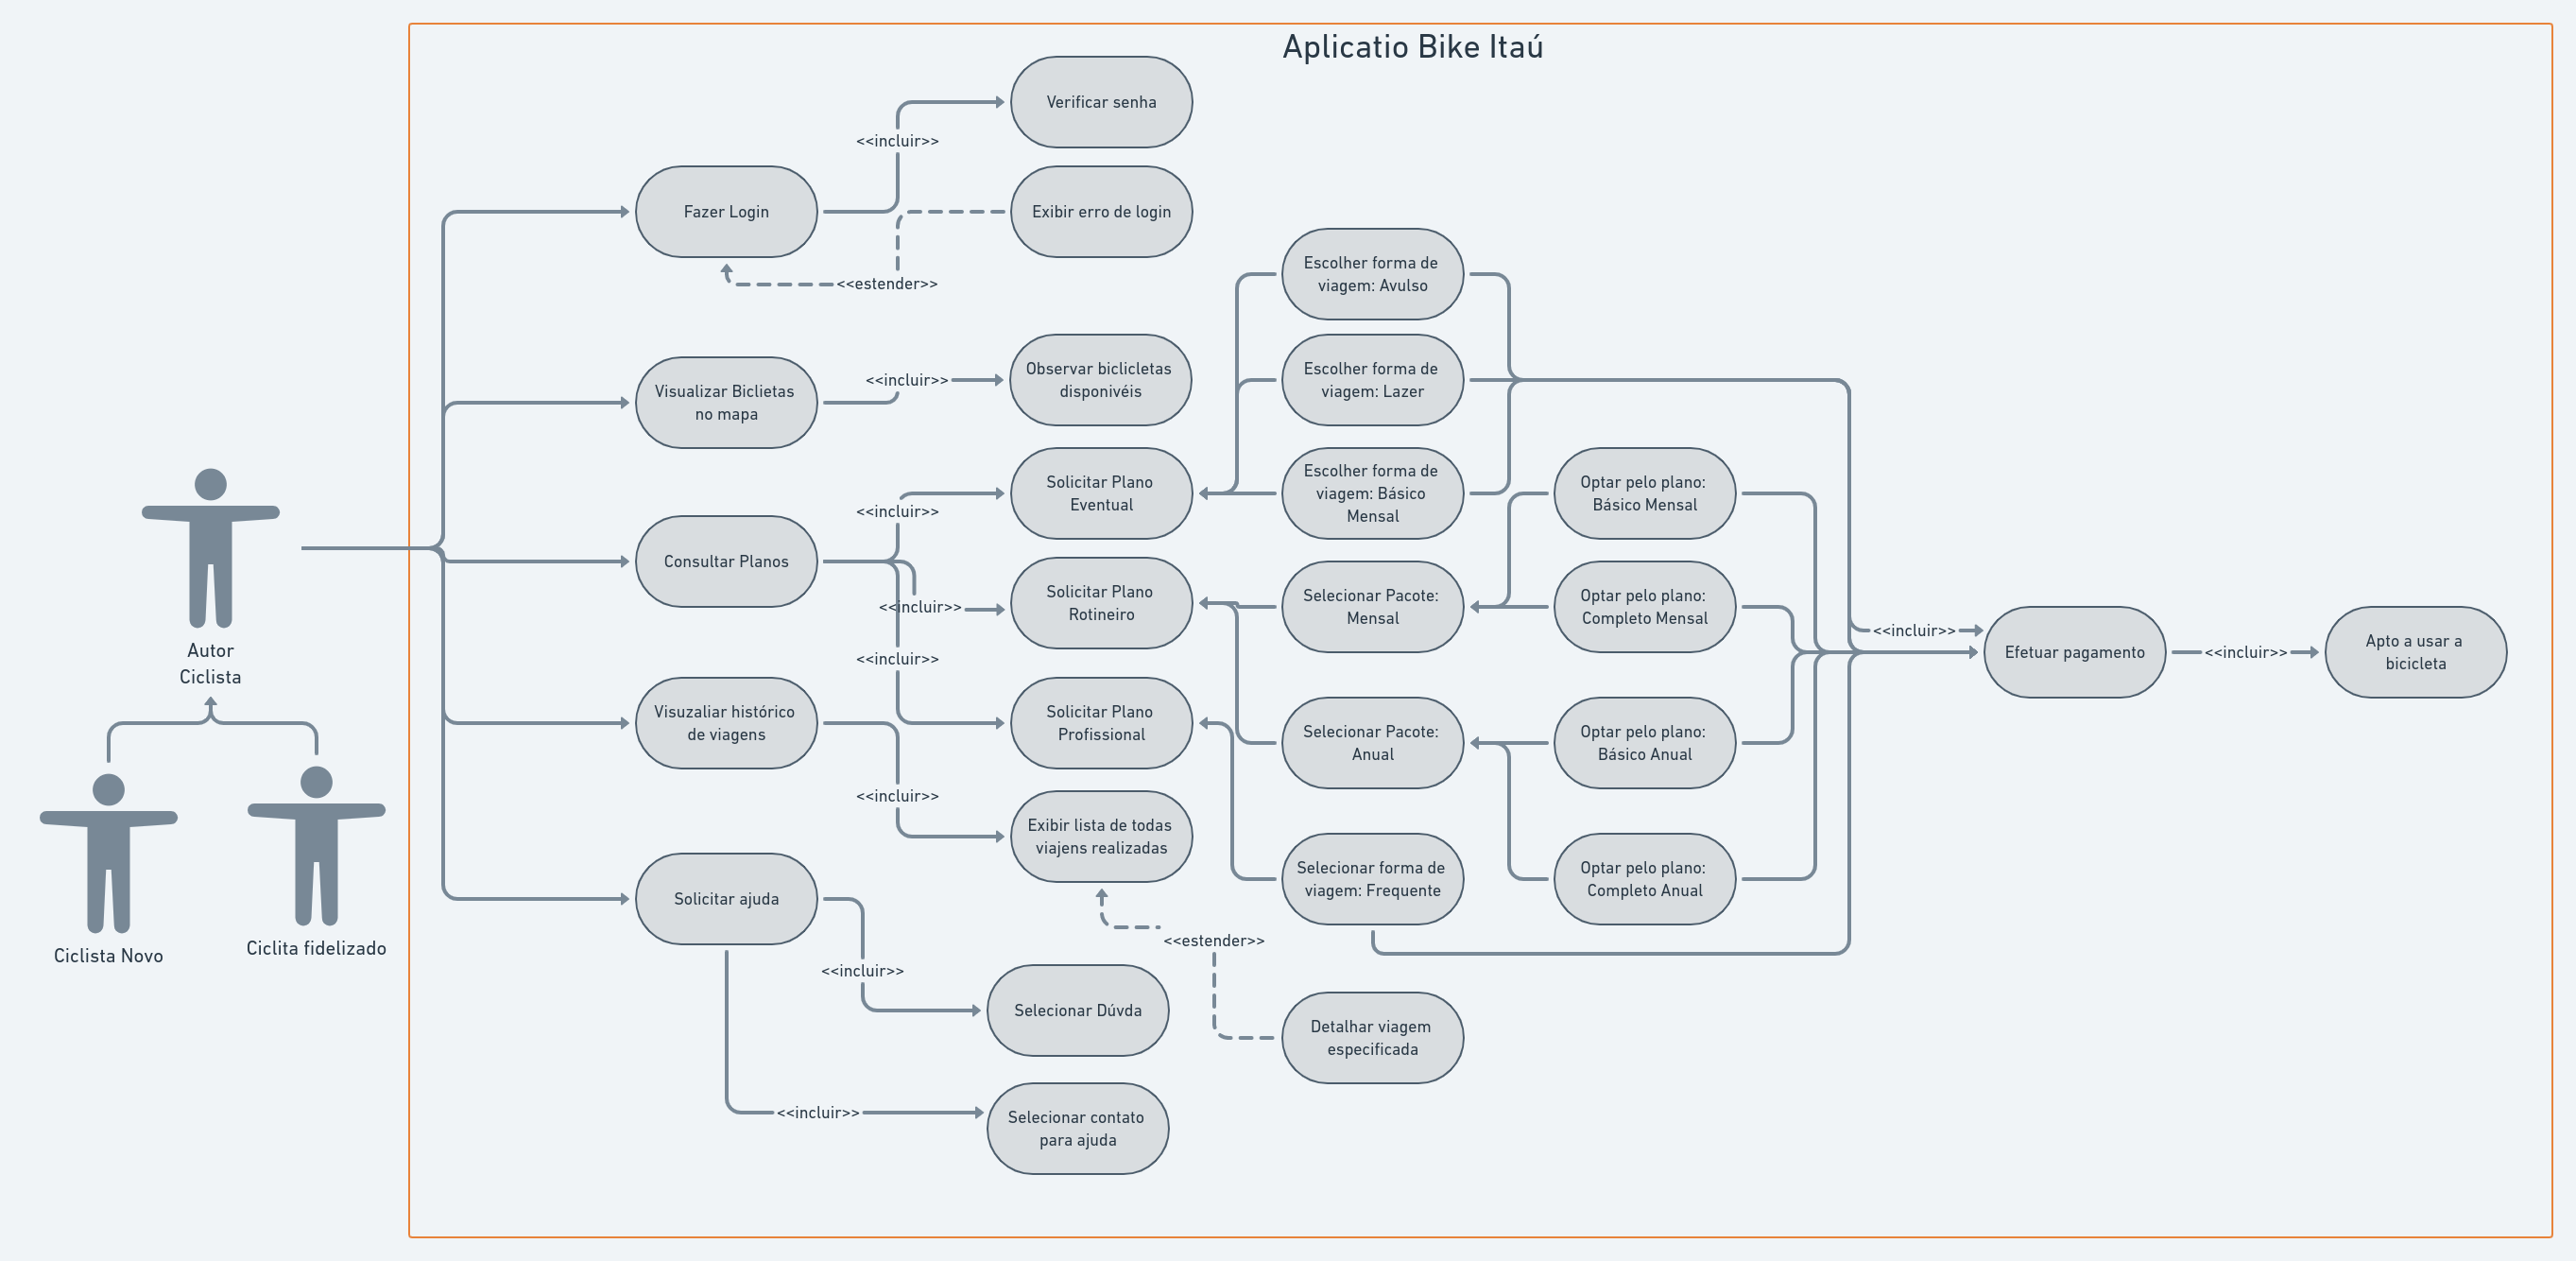 Aplicatio Bike Itaú
Verificar senha
<<incluir>>
Fazer Login
Exibir erro de login
<<estender>>
Escolher forma de
viagem: Avulso
Visualizar Biclietas
no mapa
<<incluir>>
Observar biclicletas
disponivéis
Escolher forma de
viagem: Lazer
Solicitar Plano
Eventual
Escolher forma de
viagem: Básico
Mensal
Optar pelo plano:
Básico Mensal
<<incluir>>
Consultar Planos
<<incluir>>
Solicitar Plano
Rotineiro
Selecionar Pacote:
Mensal
Optar pelo plano:
Completo Mensal
<<incluir>>
Efetuar pagamento
<<incluir>>
Apto a usar a
bicicleta
Autor
Ciclista
<<incluir>>
Visuzaliar histórico
de viagens
Solicitar Plano
Profissional
Selecionar Pacote:
Anual
Optar pelo plano:
Básico Anual
<<incluir>>
Exibir lista de todas
viajens realizadas
Selecionar forma de
viagem: Frequente
Optar pelo plano:
Completo Anual
Solicitar ajuda
<<estender>>
Ciclista Novo
Ciclita fidelizado
<<incluir>>
Selecionar Dúvda
Detalhar viagem
especificada
<<incluir>>
Selecionar contato
para ajuda